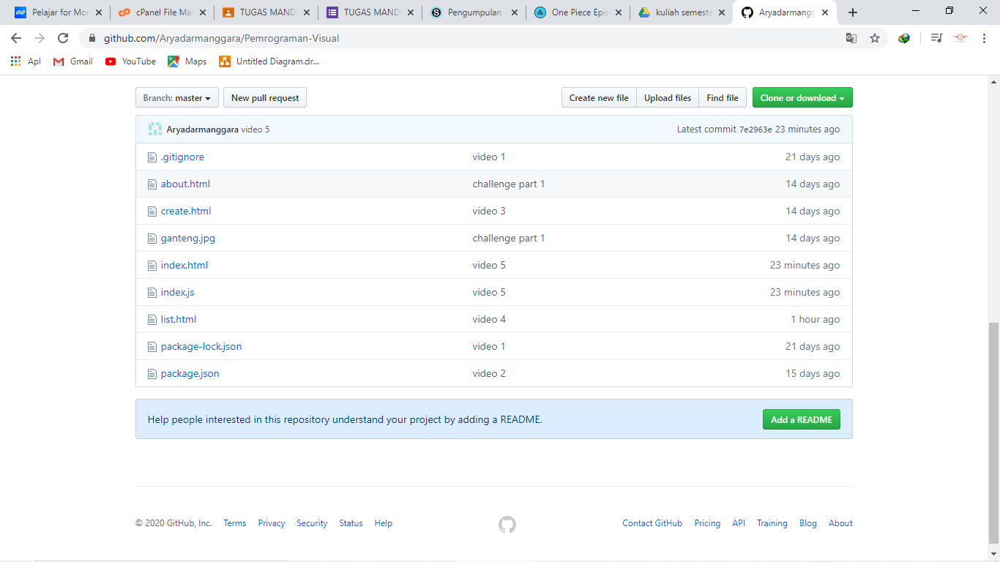 Pelajar for Mor
cPanel File Ma
TUGAS MAND
TUGAS MAND
Pengumpulan
One Piece Epis
kuliah semeste
Aryadarmangg
github.com/Aryadarmanggara/Pemrograman-Visual
Apl Gmail YouTube Maps Untitled Diagram.dr...
Branch: master New pull request Create new file Upload files Find file Clone or download
Aryadarmanggara video 5 Latest commit 7e2963e 23 minutes ago
.gitignore video 1 21 days ago
about.html challenge part 1 14 days ago
create.html video 3 14 days ago
ganteng.jpg challenge part 1 14 days ago
index.html video 5 23 minutes ago
index.js video 5 23 minutes ago
list.html video 4 1 hour ago
package-lock.json video 1 21 days ago
package.json video 2 15 days ago
Help people interested in this repository understand your project by adding a README. Add a README
© 2020 GitHub, Inc. Terms Privacy Security Status Help Contact GitHub Pricing API Training Blog About